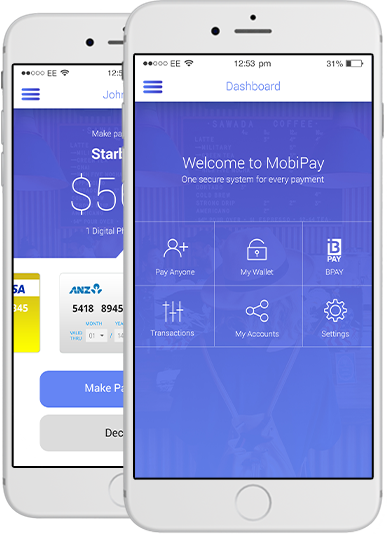 EE 12:5
John
Make pa
Starb
$50
1 Digital Ph
SA
345
ANZ
5418 8945
MONTH YEA
VALID THRU 01 / 1
Make Pa
Dec
EE 12:53 pm 31%
Dashboard
Welcome to MobiPay
One secure system for every payment
Pay Anyone
My Wallet
B PAY
BPAY
Transactions
My Accounts
Settings